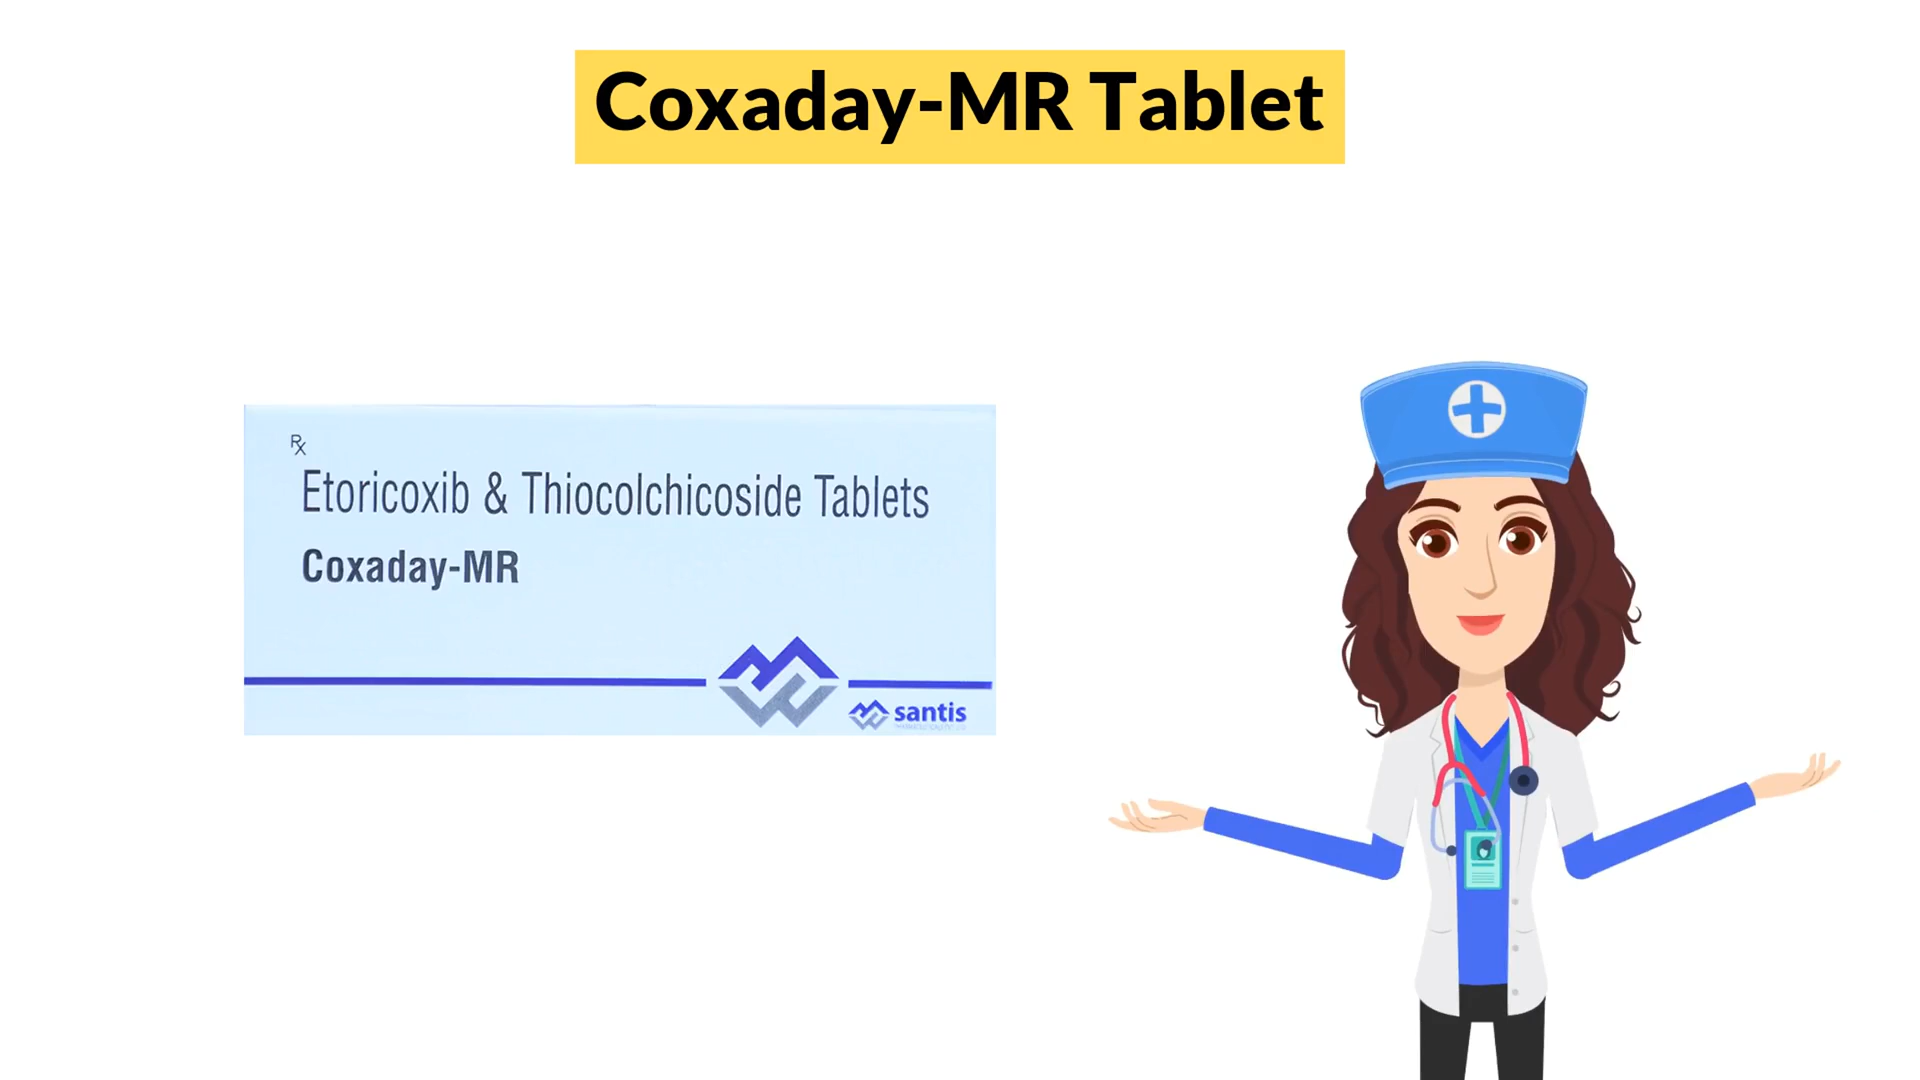 Coxaday-MR Tablet
Rx
Etoricoxib & Thiocolchicoside Tablets
Coxaday-MR
santis